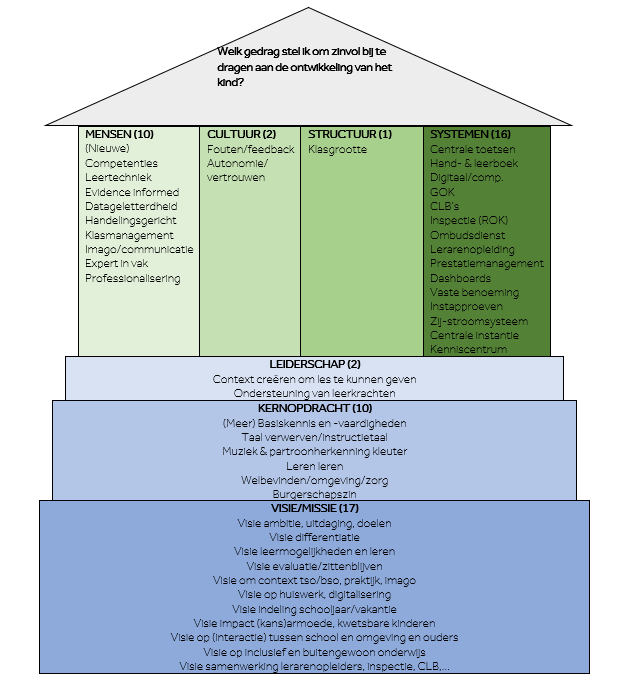 Welk gedrag stel ik om zinvol bij te
dragen aan de ontwikkeling van het
kind?
MENSEN (10)
(Nieuwe)
Competenties
Leertechniek
Evidence informed
Datageletterdheid
Handelingsgericht
Klasmanagement
Imago/communicatie
Expert in vak
Professionalisering
CULTUUR (2)
Fouten/feedback
Autonomie/
vertrouwen
STRUCTUUR (1)
Klasgrootte
SYSTEMEN (16)
Centrale toetsen
Hand- & leerboek
Digitaal/comp.
GOK
CLB's
Inspectie (ROK)
Ombudsdienst
Lerarenopleiding
Prestatiemanagement
Dashboards
Vaste benoeming
Instapproeven
Zij-stroomsysteem
Centrale instantie
Kenniscentrum
LEIDERSCHAP (2)
Context creëren om les te kunnen geven
Ondersteuning van leerkrachten
KERNOPDRACHT (10)
(Meer) Basiskennis en -vaardigheden
Taal verwerven/instructietaal
Muziek & patroonherkenning kleuter
Leren leren
Welbevinden/omgeving/zorg
Burgerschapszin
VISIE/MISSIE (17)
Visie ambitie, uitdaging, doelen
Visie differentiatie
Visie leermogelijkheden en leren
Visie evaluatie/zittenblijven
Visie om context tso/bso, praktijk, imago
Visie op huiswerk, digitalisering
Visie indeling schooljaar/vakantie
Visie impact (kans)armoede, kwetsbare kinderen
Visie op (interactie) tussen school en omgeving en ouders
Visie op inclusief en buitengewoon onderwijs
Visie samenwerking lerarenopleiders, inspectie, CLB,...